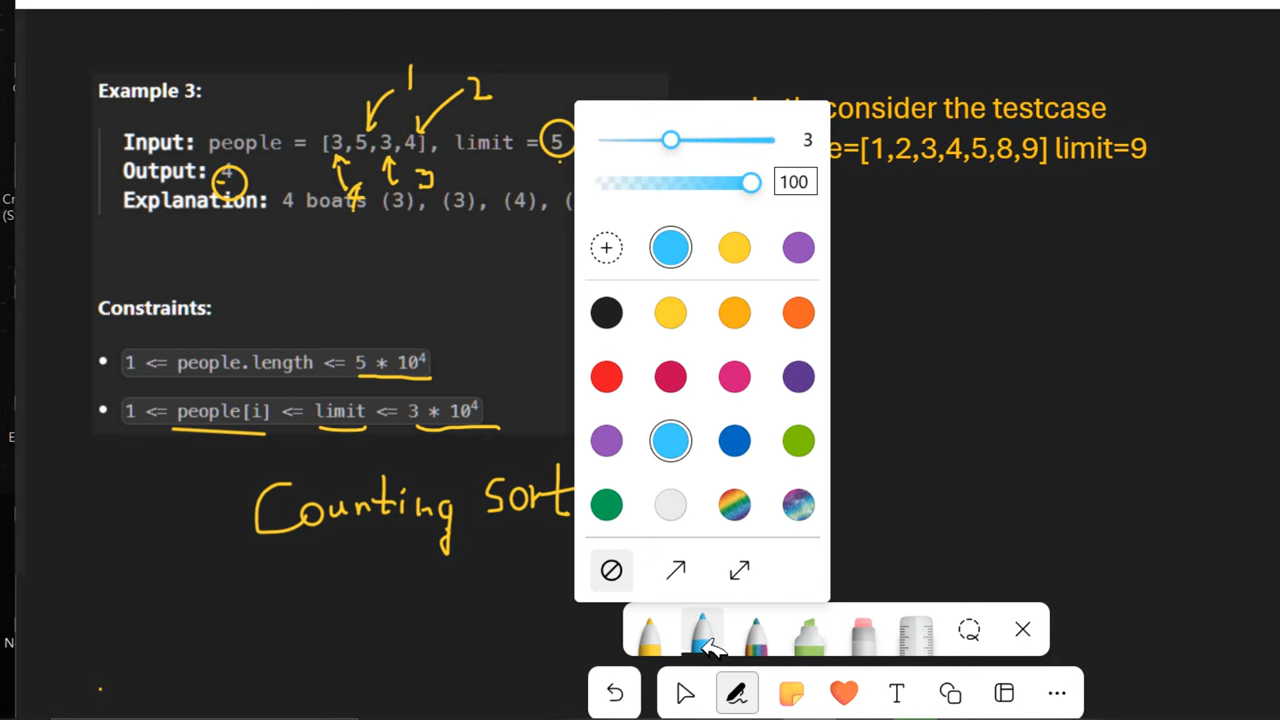 Example 3:
1
2
Input: people = [3,5,3,4], limit = 5
Output: 4
4
3
Explanation: 4 boats (3), (3), (4), (
Constraints:
1 <= people.length <= 5 * 10⁴
1 <= people[i] <= limit <= 3 * 10⁴
Counting sort
consider the testcase
e=[1,2,3,4,5,8,9] limit=9
3
100
T
Cr
(S
E
N